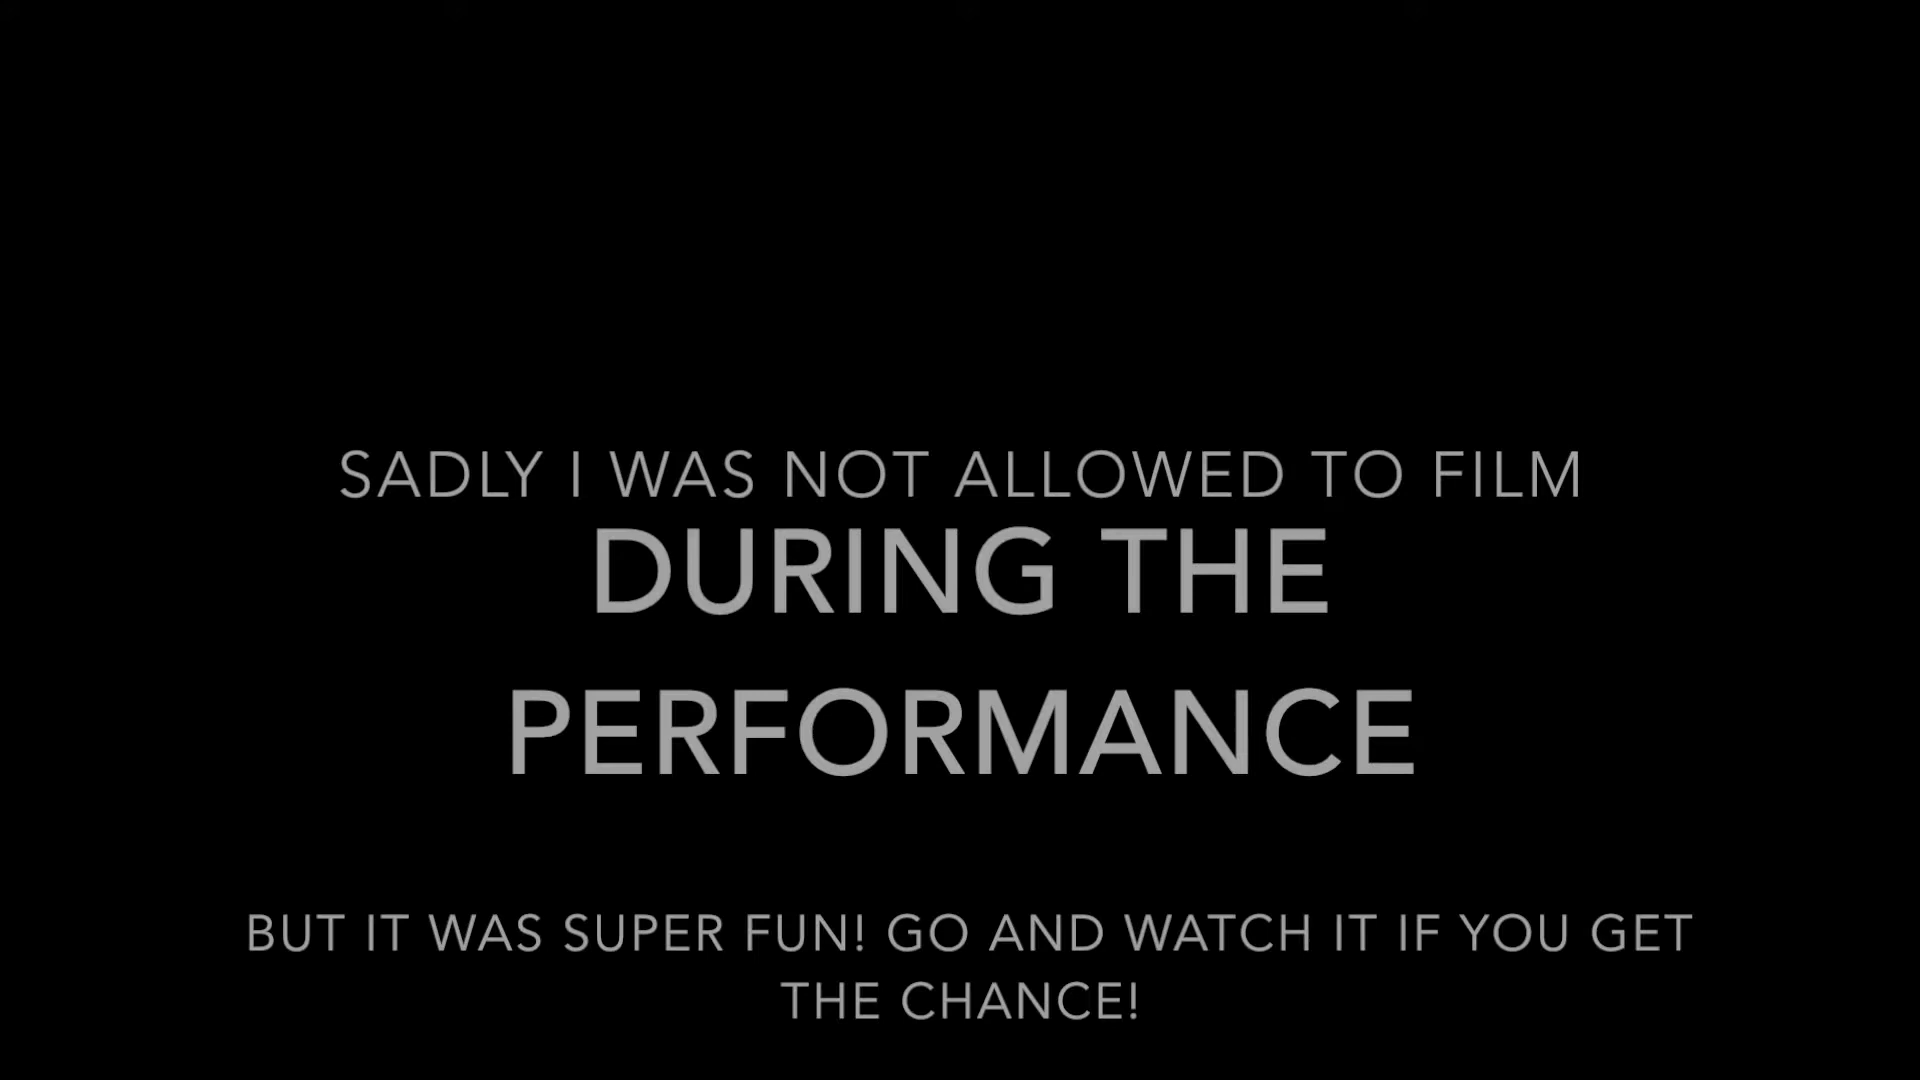 SADLY I WAS NOT ALLOWED TO FILM
DURING THE
PERFORMANCE
BUT IT WAS SUPER FUN! GO AND WATCH IT IF YOU GET
THE CHANCE!